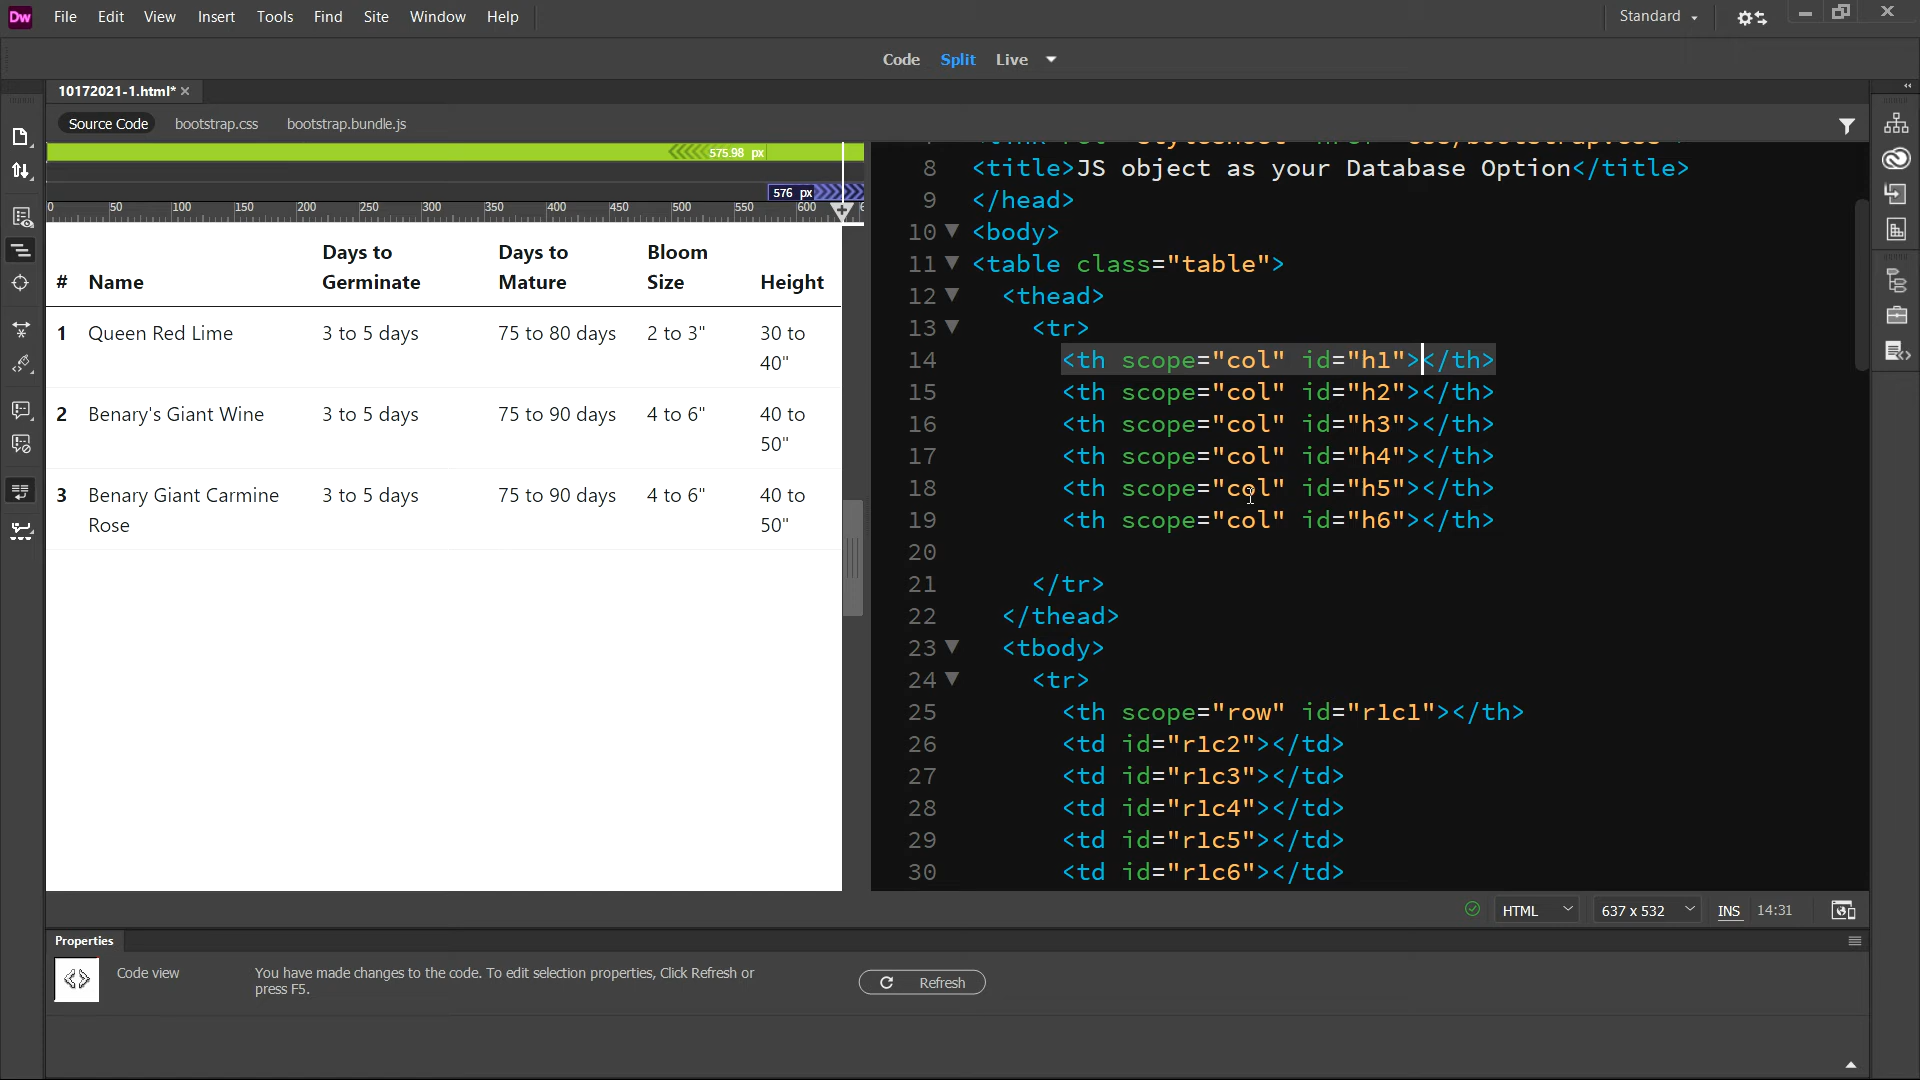 Dw File Edit View Insert Tools Find Site Window Help Standard
Code Split Live
10172021-1.html*
Source Code bootstrap.css bootstrap.bundle.js
575.98 px
576 px
0 50 100 150 200 250 300 350 400 450 500 550 600
# Name Days to Germinate Days to Mature Bloom Size Height
1 Queen Red Lime 3 to 5 days 75 to 80 days 2 to 3" 30 to 40"
2 Benary's Giant Wine 3 to 5 days 75 to 90 days 4 to 6" 40 to 50"
3 Benary Giant Carmine Rose 3 to 5 days 75 to 90 days 4 to 6" 40 to 50"
8 <title>JS object as your Database Option</title>
9 </head>
10 <body>
11 <table class="table">
12 <thead>
13 <tr>
14 <th scope="col" id="h1"></th>
15 <th scope="col" id="h2"></th>
16 <th scope="col" id="h3"></th>
17 <th scope="col" id="h4"></th>
18 <th scope="col" id="h5"></th>
19 <th scope="col" id="h6"></th>
20
21 </tr>
22 </thead>
23 <tbody>
24 <tr>
25 <th scope="row" id="r1c1"></th>
26 <td id="r1c2"></td>
27 <td id="r1c3"></td>
28 <td id="r1c4"></td>
29 <td id="r1c5"></td>
30 <td id="r1c6"></td>
HTML 637 x 532 INS 14:31
Properties
Code view You have made changes to the code. To edit selection properties, Click Refresh or
press F5.
Refresh